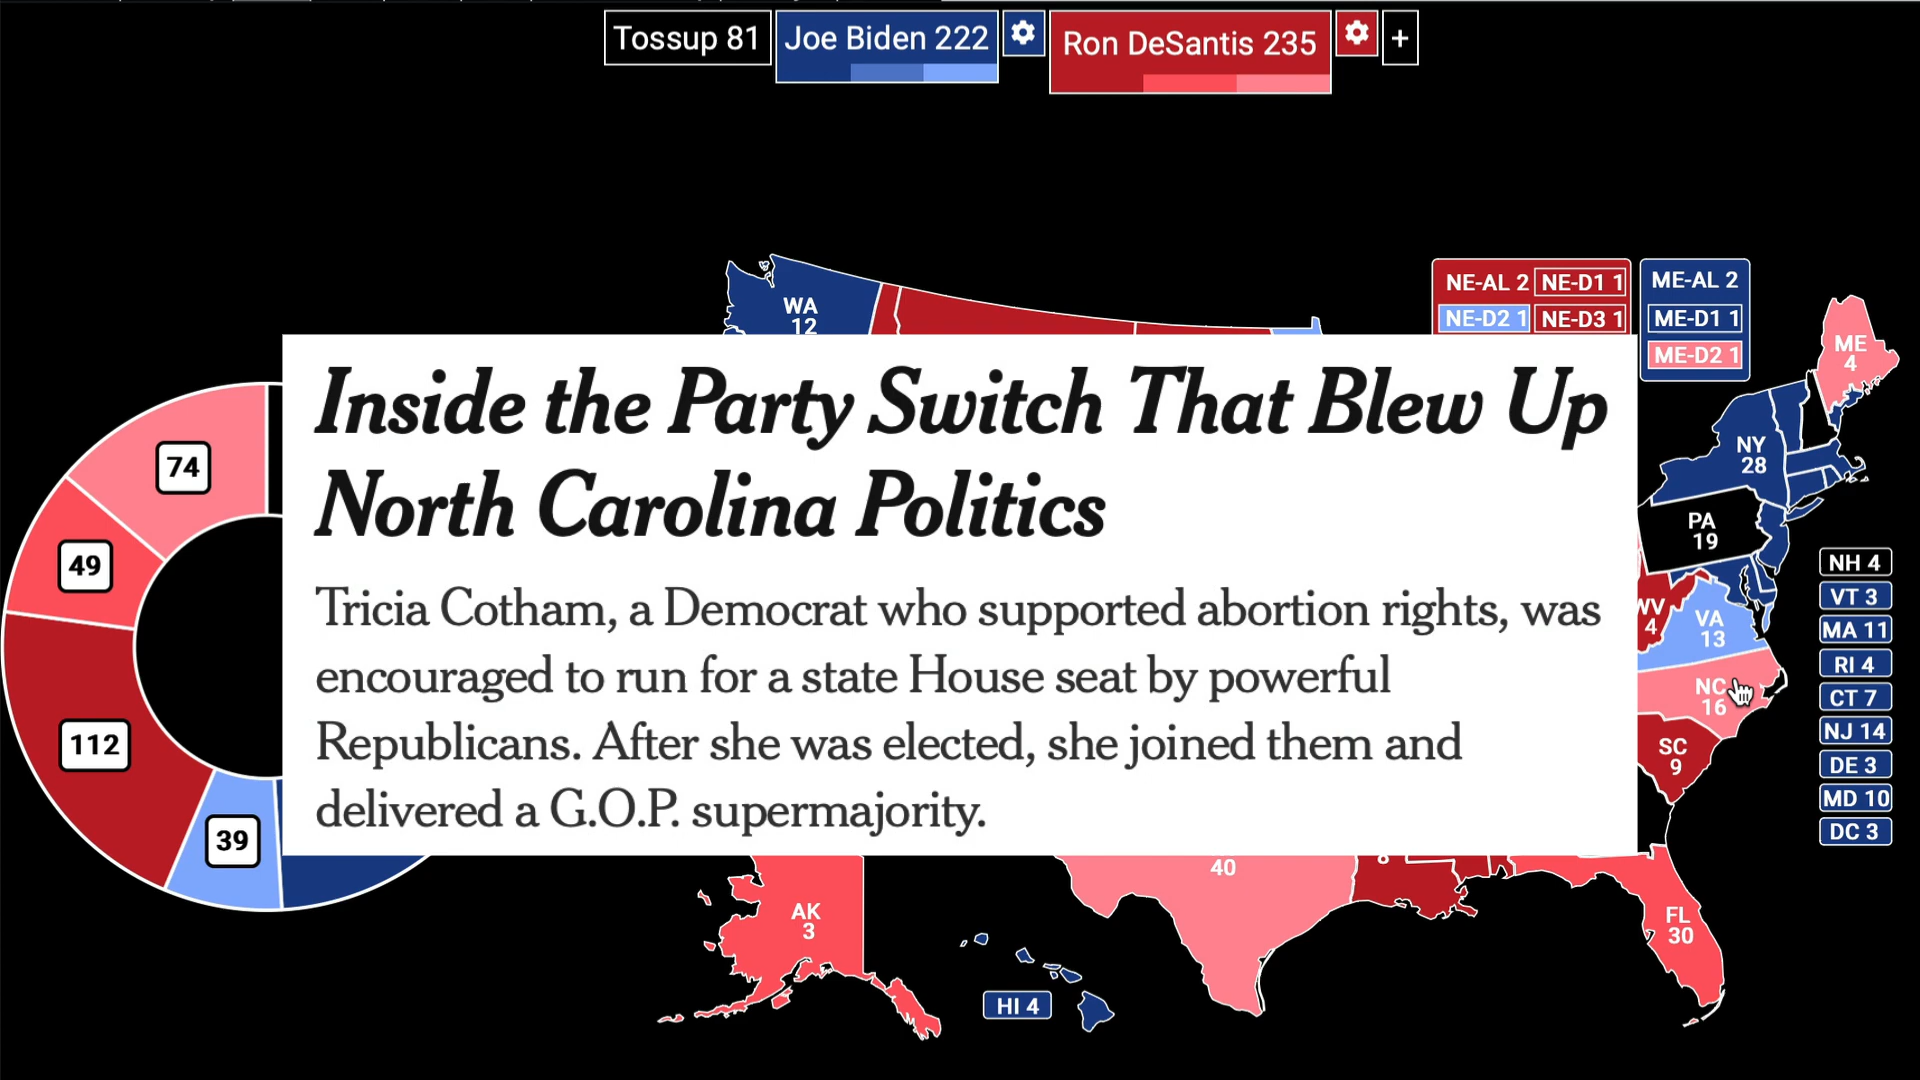 Tossup 81
Joe Biden 222
Ron DeSantis 235
+
NE-AL 2
NE-D1 1
NE-D2 1
NE-D3 1
ME-AL 2
ME-D1 1
ME-D2 1
WA
12
ME
4
NY
28
PA
19
Inside the Party Switch That Blew Up
North Carolina Politics
Tricia Cotham, a Democrat who supported abortion rights, was
encouraged to run for a state House seat by powerful
Republicans. After she was elected, she joined them and
delivered a G.O.P. supermajority.
74
49
112
39
WV
4
VA
13
NC
16
SC
9
NH 4
VT 3
MA 11
RI 4
CT 7
NJ 14
DE 3
MD 10
DC 3
40
8
AK
3
HI 4
FL
30